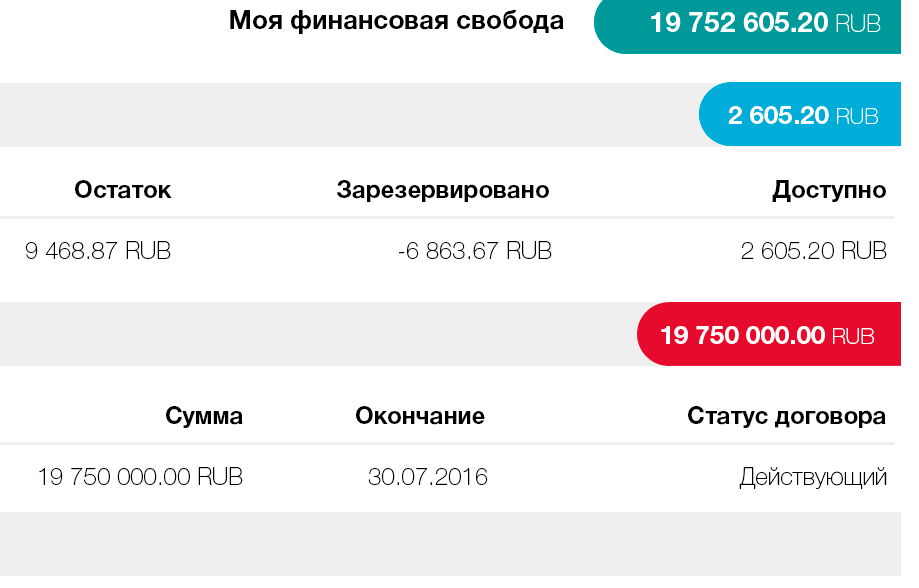 Моя финансовая свобода 19 752 605.20 RUB
2 605.20 RUB
Остаток Зарезервировано Доступно
9 468.87 RUB -6 863.67 RUB 2 605.20 RUB
19 750 000.00 RUB
Сумма Окончание Статус договора
19 750 000.00 RUB 30.07.2016 Действующий